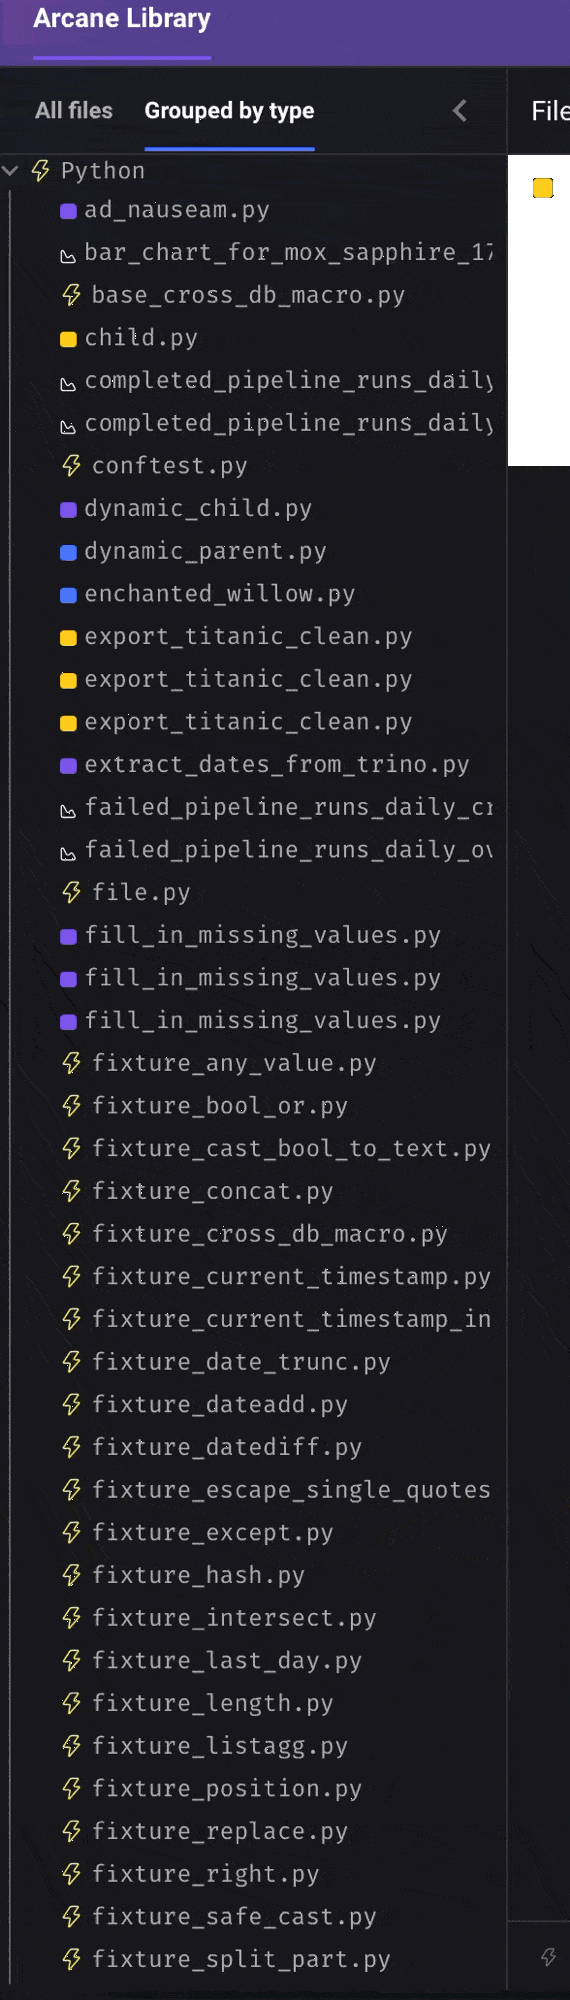 Arcane Library
All files
Grouped by type
File
Python
ad_nauseam.py
bar_chart_for_mox_sapphire_17
base_cross_db_macro.py
child.py
completed_pipeline_runs_daily
completed_pipeline_runs_daily
conftest.py
dynamic_child.py
dynamic_parent.py
enchanted_willow.py
export_titanic_clean.py
export_titanic_clean.py
export_titanic_clean.py
extract_dates_from_trino.py
failed_pipeline_runs_daily_cr
failed_pipeline_runs_daily_ov
file.py
fill_in_missing_values.py
fill_in_missing_values.py
fill_in_missing_values.py
fixture_any_value.py
fixture_bool_or.py
fixture_cast_bool_to_text.py
fixture_concat.py
fixture_cross_db_macro.py
fixture_current_timestamp.py
fixture_current_timestamp_in
fixture_date_trunc.py
fixture_dateadd.py
fixture_datediff.py
fixture_escape_single_quotes
fixture_except.py
fixture_hash.py
fixture_intersect.py
fixture_last_day.py
fixture_length.py
fixture_listagg.py
fixture_position.py
fixture_replace.py
fixture_right.py
fixture_safe_cast.py
fixture_split_part.py